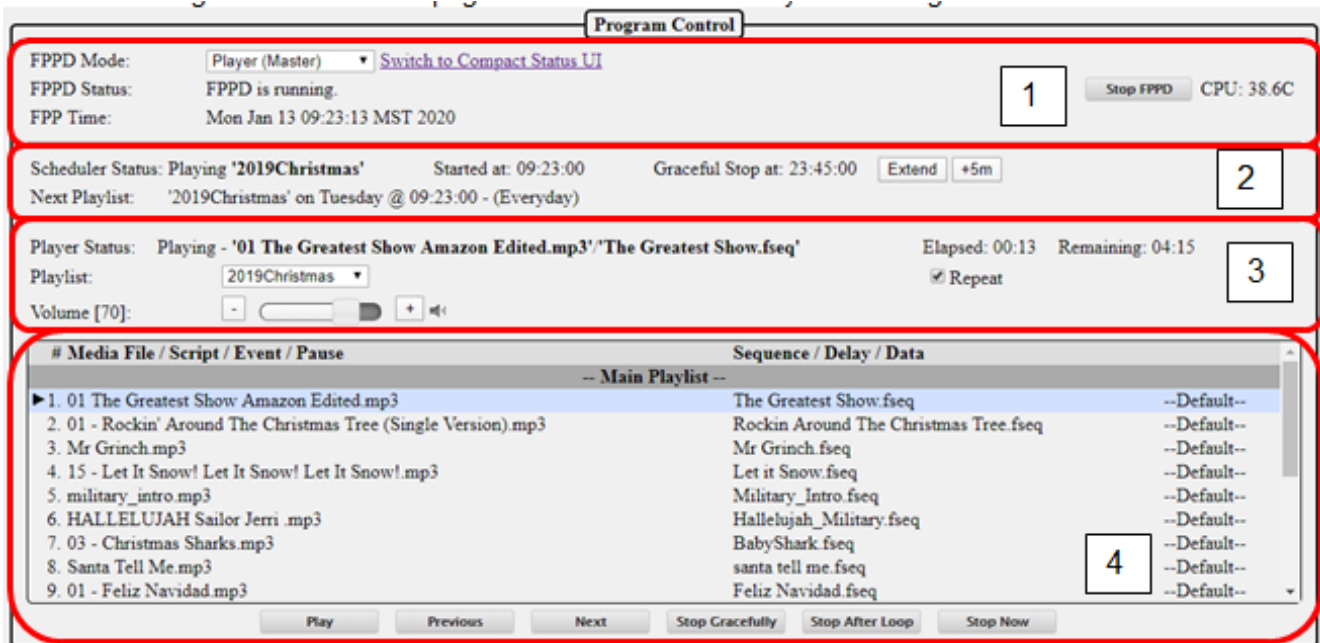 Program Control
FPPD Mode: Player (Master) Switch to Compact Status UI
FPPD Status: FPPD is running. 1 Stop FPPD CPU: 38.6C
FPP Time: Mon Jan 13 09:23:13 MST 2020
Scheduler Status: Playing '2019Christmas' Started at: 09:23:00 Graceful Stop at: 23:45:00 Extend +5m 2
Next Playlist: '2019Christmas' on Tuesday @ 09:23:00 - (Everyday)
Player Status: Playing - '01 The Greatest Show Amazon Edited.mp3'/'The Greatest Show.fseq' Elapsed: 00:13 Remaining: 04:15
Playlist: 2019Christmas Repeat 3
Volume [70]: - +
# Media File / Script / Event / Pause Sequence / Delay / Data
-- Main Playlist --
1. 01 The Greatest Show Amazon Edited.mp3 The Greatest Show.fseq --Default--
2. 01 - Rockin' Around The Christmas Tree (Single Version).mp3 Rockin Around The Christmas Tree.fseq --Default--
3. Mr Grinch.mp3 Mr Grinch.fseq --Default--
4. 15 - Let It Snow! Let It Snow! Let It Snow!.mp3 Let it Snow.fseq --Default--
5. military_intro.mp3 Military_Intro.fseq --Default--
6. HALLELUJAH Sailor Jerri .mp3 Hallelujah_Military.fseq --Default--
7. 03 - Christmas Sharks.mp3 BabyShark.fseq --Default--
8. Santa Tell Me.mp3 santa tell me.fseq 4 --Default--
9. 01 - Feliz Navidad.mp3 Feliz Navidad.fseq --Default--
Play Previous Next Stop Gracefully Stop After Loop Stop Now